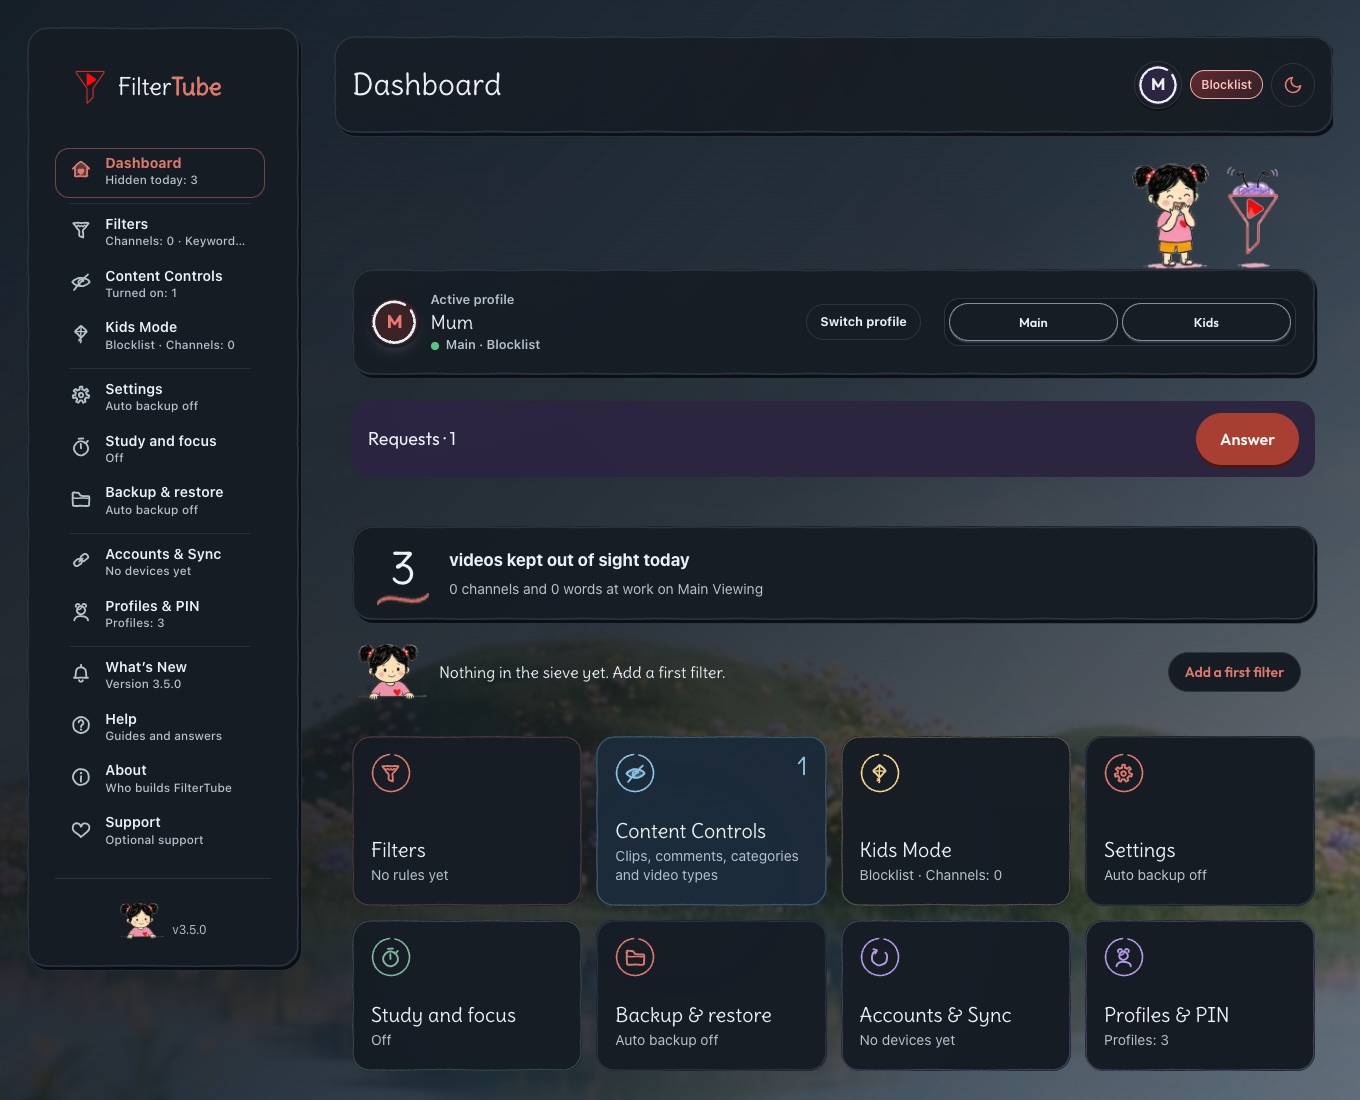 FilterTube
Dashboard
Hidden today: 3
Filters
Channels: 0 · Keyword...
Content Controls
Turned on: 1
Kids Mode
Blocklist · Channels: 0
Settings
Auto backup off
Study and focus
Off
Backup & restore
Auto backup off
Accounts & Sync
No devices yet
Profiles & PIN
Profiles: 3
What's New
Version 3.5.0
Help
Guides and answers
About
Who builds FilterTube
Support
Optional support
v3.5.0
Dashboard
M
Blocklist
M
Active profile
Mum
Main · Blocklist
Switch profile
Main
Kids
Requests · 1
Answer
3
videos kept out of sight today
0 channels and 0 words at work on Main Viewing
Nothing in the sieve yet. Add a first filter.
Add a first filter
Filters
No rules yet
1
Content Controls
Clips, comments, categories
and video types
Kids Mode
Blocklist · Channels: 0
Settings
Auto backup off
Study and focus
Off
Backup & restore
Auto backup off
Accounts & Sync
No devices yet
Profiles & PIN
Profiles: 3